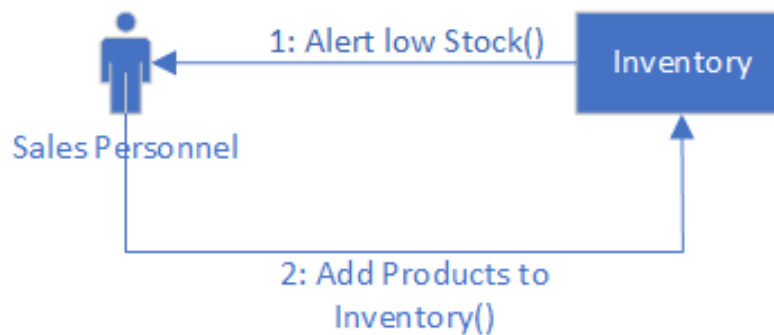 1: Alert low Stock()
Inventory
Sales Personnel
2: Add Products to
Inventory()